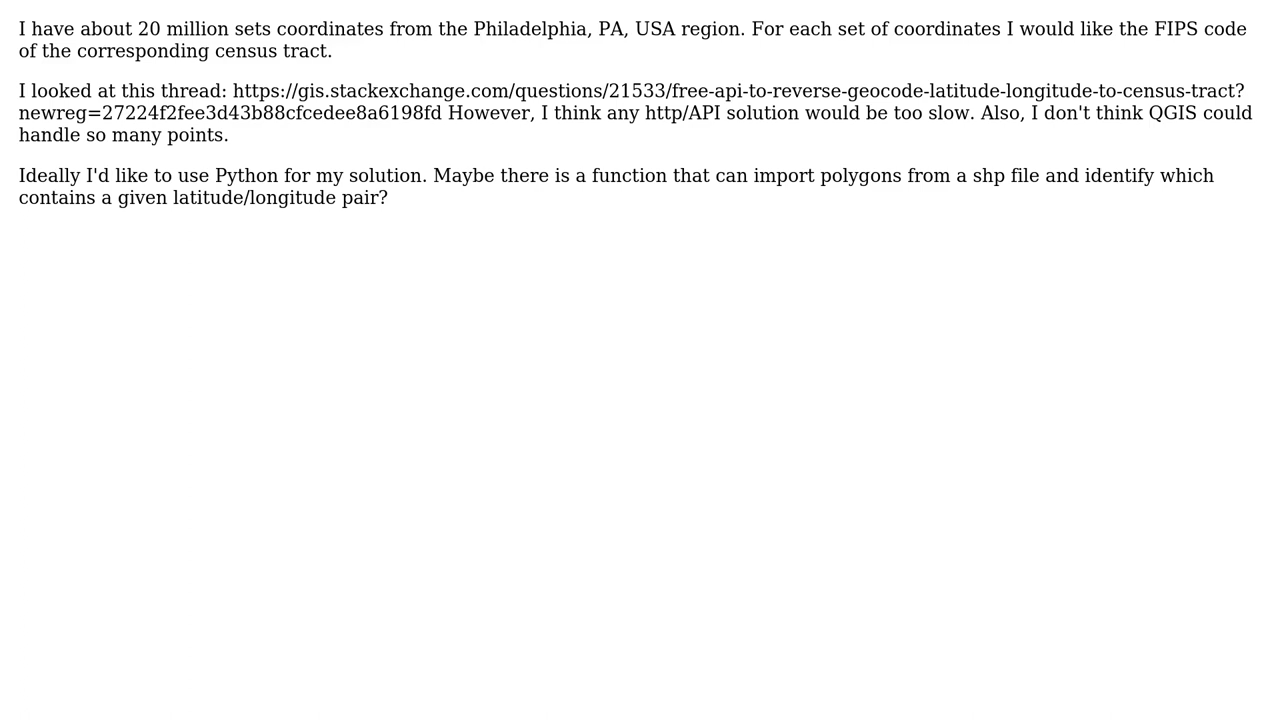 I have about 20 million sets coordinates from the Philadelphia, PA, USA region. For each set of coordinates I would like the FIPS code
of the corresponding census tract.
I looked at this thread: https://gis.stackexchange.com/questions/21533/free-api-to-reverse-geocode-latitude-longitude-to-census-tract?
newreg=27224f2fee3d43b88cfcedee8a6198fd However, I think any http/API solution would be too slow. Also, I don't think QGIS could
handle so many points.
Ideally I'd like to use Python for my solution. Maybe there is a function that can import polygons from a shp file and identify which
contains a given latitude/longitude pair?